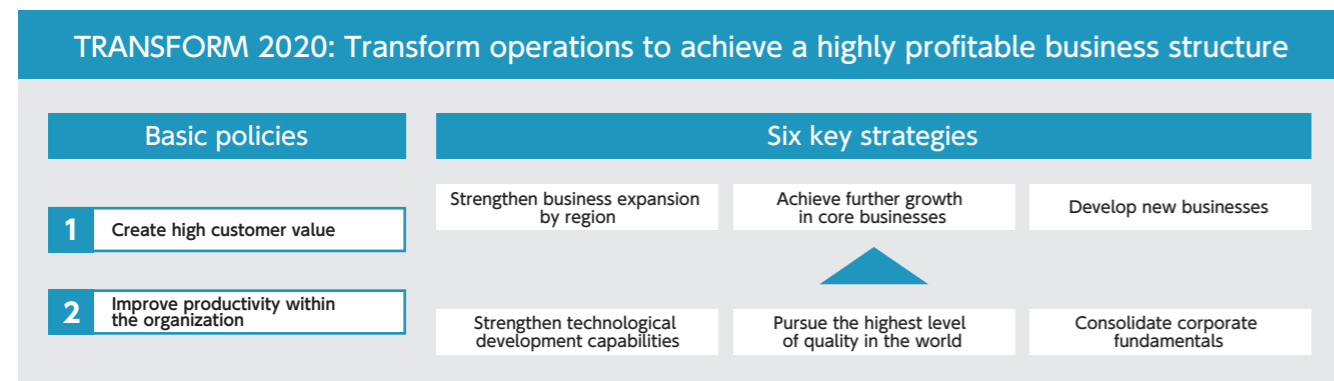 TRANSFORM 2020: Transform operations to achieve a highly profitable business structure
Basic policies
1
Create high customer value
2
Improve productivity within
the organization
Six key strategies
Strengthen business expansion
by region
Achieve further growth
in core businesses
Develop new businesses
Strengthen technological
development capabilities
Pursue the highest level
of quality in the world
Consolidate corporate
fundamentals